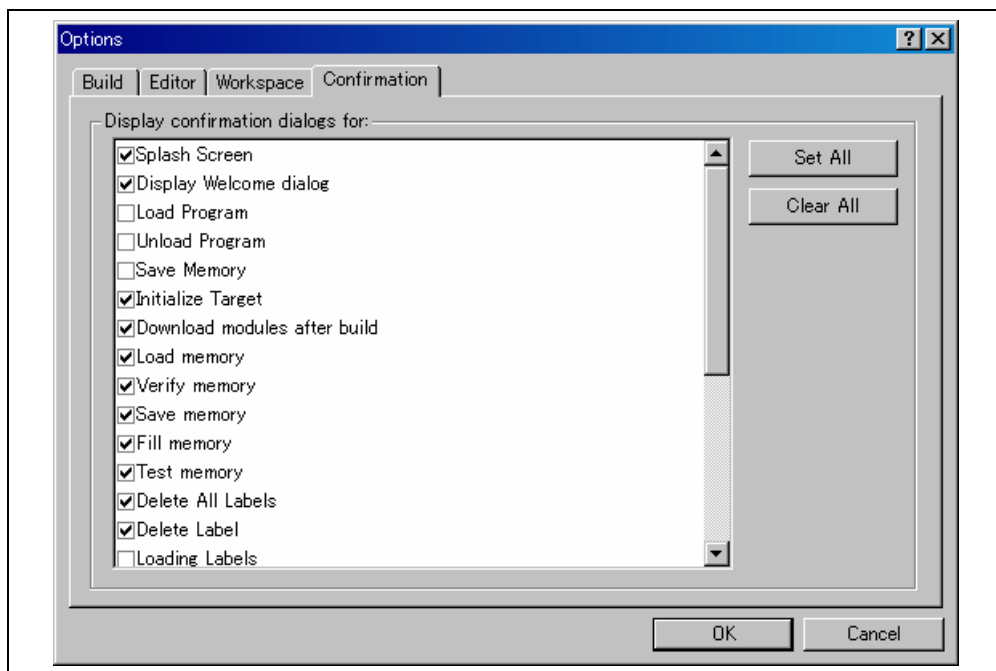 Options
Build Editor Workspace Confirmation
Display confirmation dialogs for:
Splash Screen
Display Welcome dialog
Load Program
Unload Program
Save Memory
Initialize Target
Download modules after build
Load memory
Verify memory
Save memory
Fill memory
Test memory
Delete All Labels
Delete Label
Loading Labels
Set All
Clear All
OK Cancel